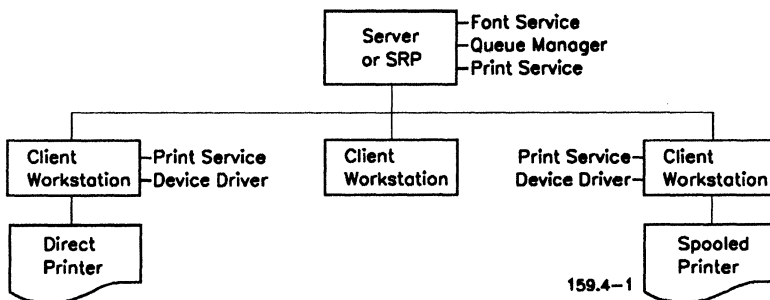 Server
or SRP
Font Service
Queue Manager
Print Service
Client
Workstation
Print Service
Device Driver
Client
Workstation
Print Service
Device Driver
Client
Workstation
Direct
Printer
Spooled
Printer
159.4-1